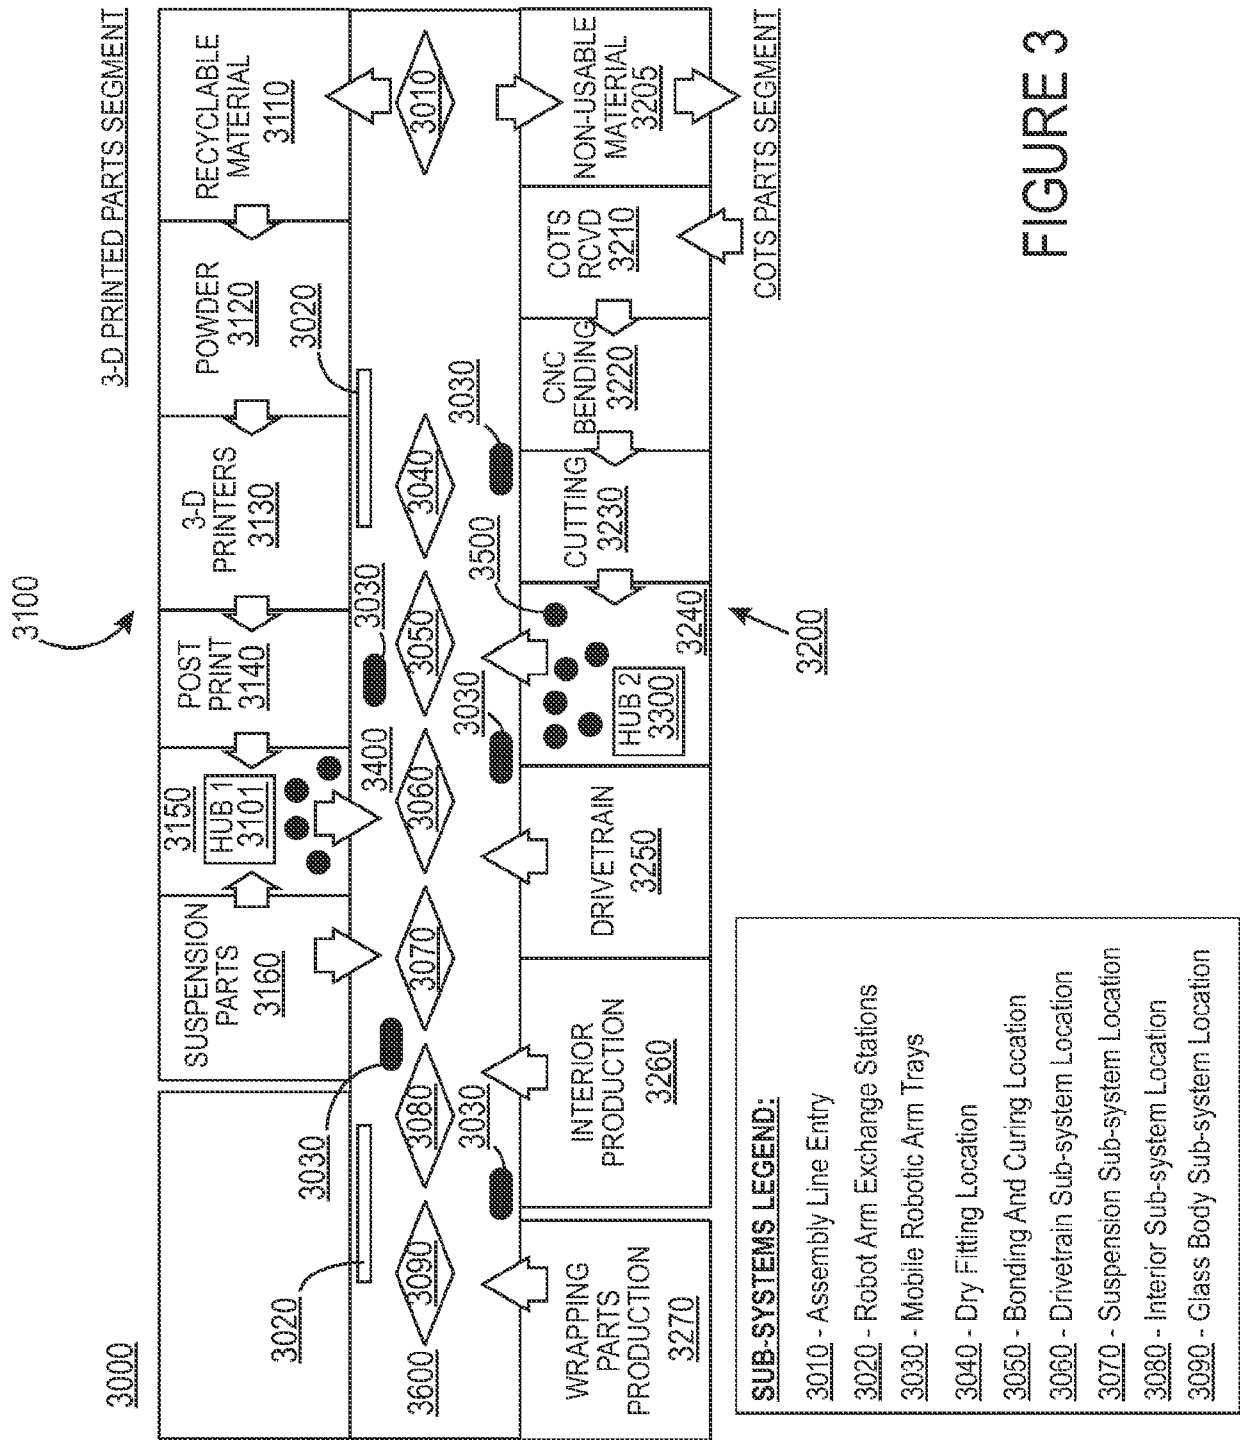 3000
3100
3-D PRINTED PARTS SEGMENT
SUSPENSION
PARTS
3160
3150
HUB 1
3101
POST
PRINT
3140
3-D
PRINTERS
3130
POWDER
3120
RECYCLABLE
MATERIAL
3110
3020
3030
3400
3030
3020
3600
3090
3080
3070
3060
3050
3040
3010
3030
3030
3500
3030
WRAPPING
PARTS
PRODUCTION
3270
INTERIOR
PRODUCTION
3260
DRIVETRAIN
3250
HUB 2
3300
3240
CUTTING
3230
CNC
BENDING
3220
COTS
RCVD
3210
NON-USABLE
MATERIAL
3205
3200
COTS PARTS SEGMENT
SUB-SYSTEMS LEGEND:
3010 - Assembly Line Entry
3020 - Robot Arm Exchange Stations
3030 - Mobile Robotic Arm Trays
3040 - Dry Fitting Location
3050 - Bonding And Curing Location
3060 - Drivetrain Sub-system Location
3070 - Suspension Sub-system Location
3080 - Interior Sub-system Location
3090 - Glass Body Sub-system Location
FIGURE 3